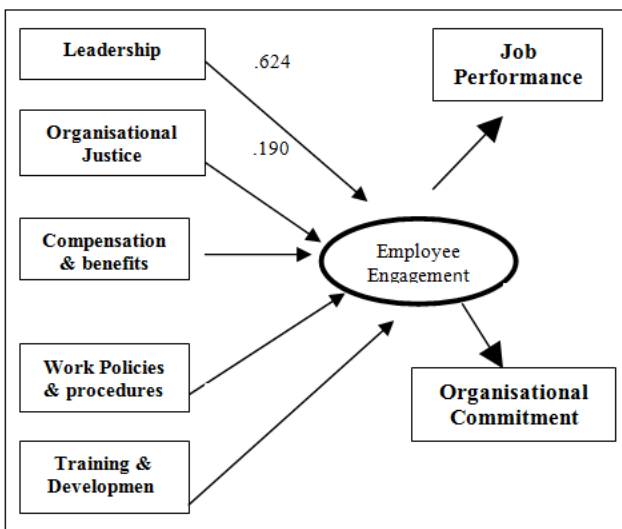 Leadership
.624
Job
Performance
Organisational
Justice
.190
Compensation
& benefits
Employee
Engagement
Work Policies
& procedures
Organisational
Commitment
Training &
Developmen